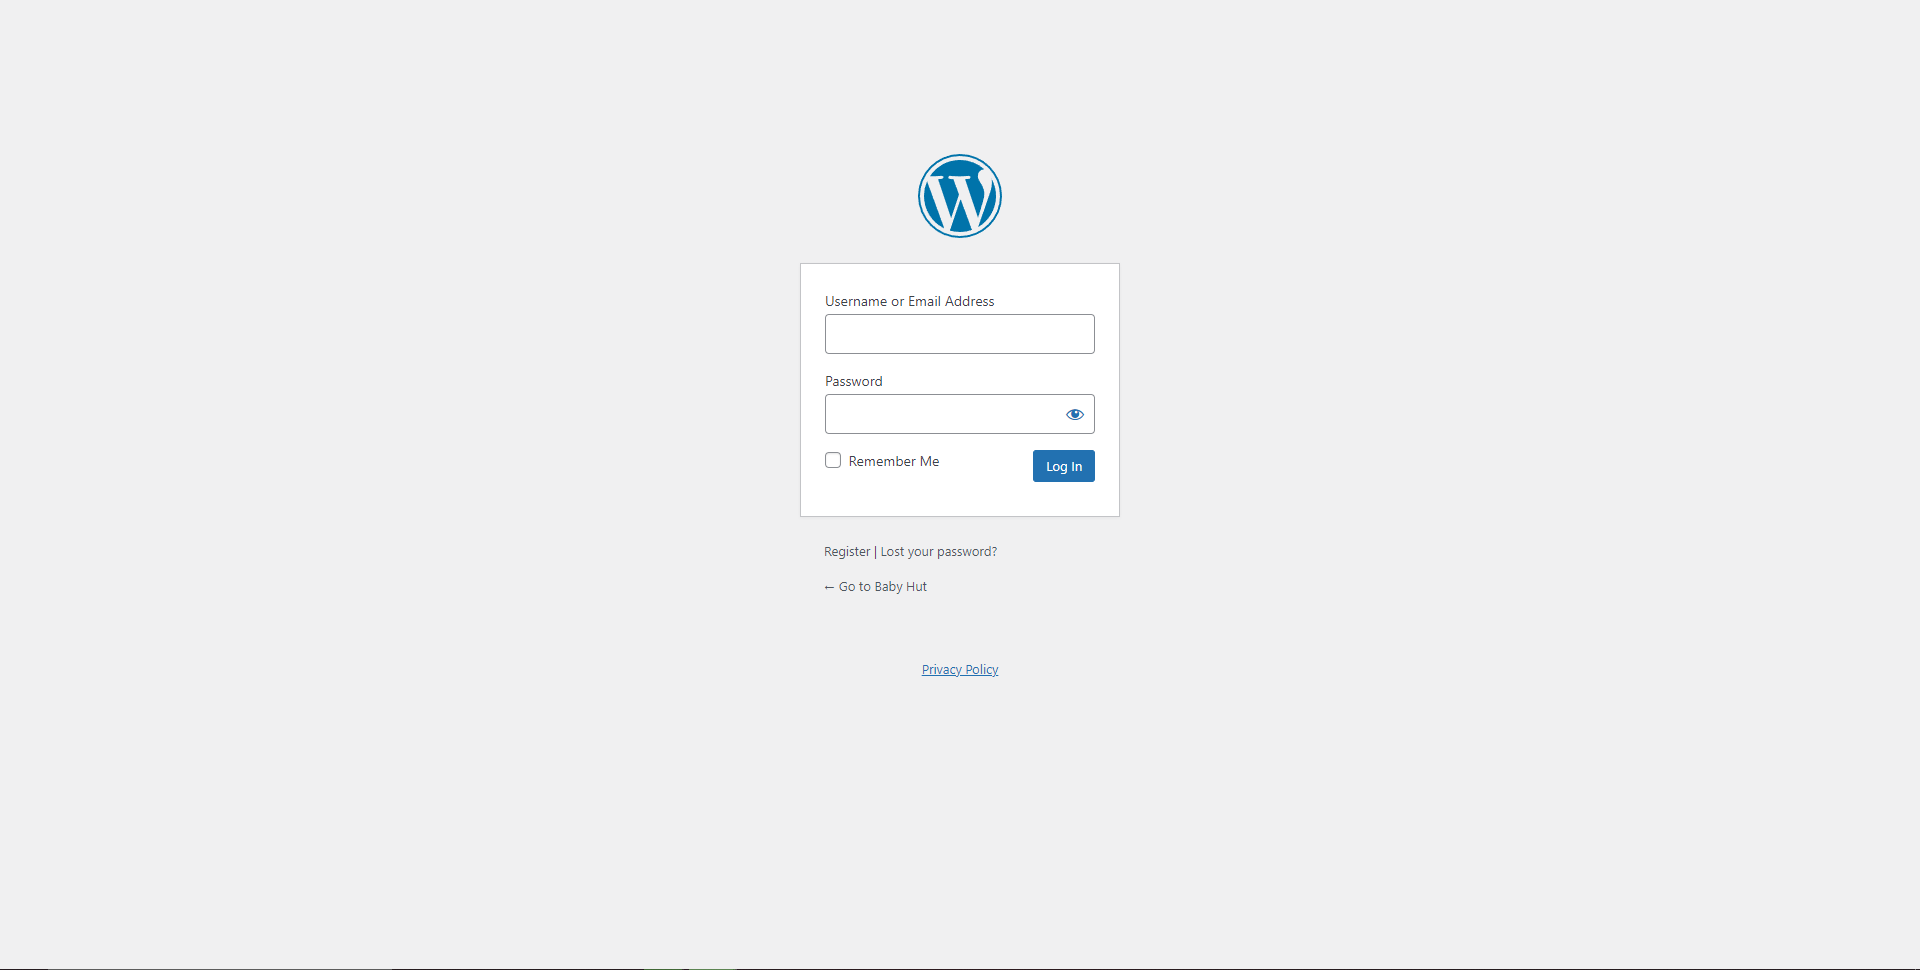 Username or Email Address
Password
Remember Me
Log In
Register | Lost your password?
← Go to Baby Hut
Privacy Policy